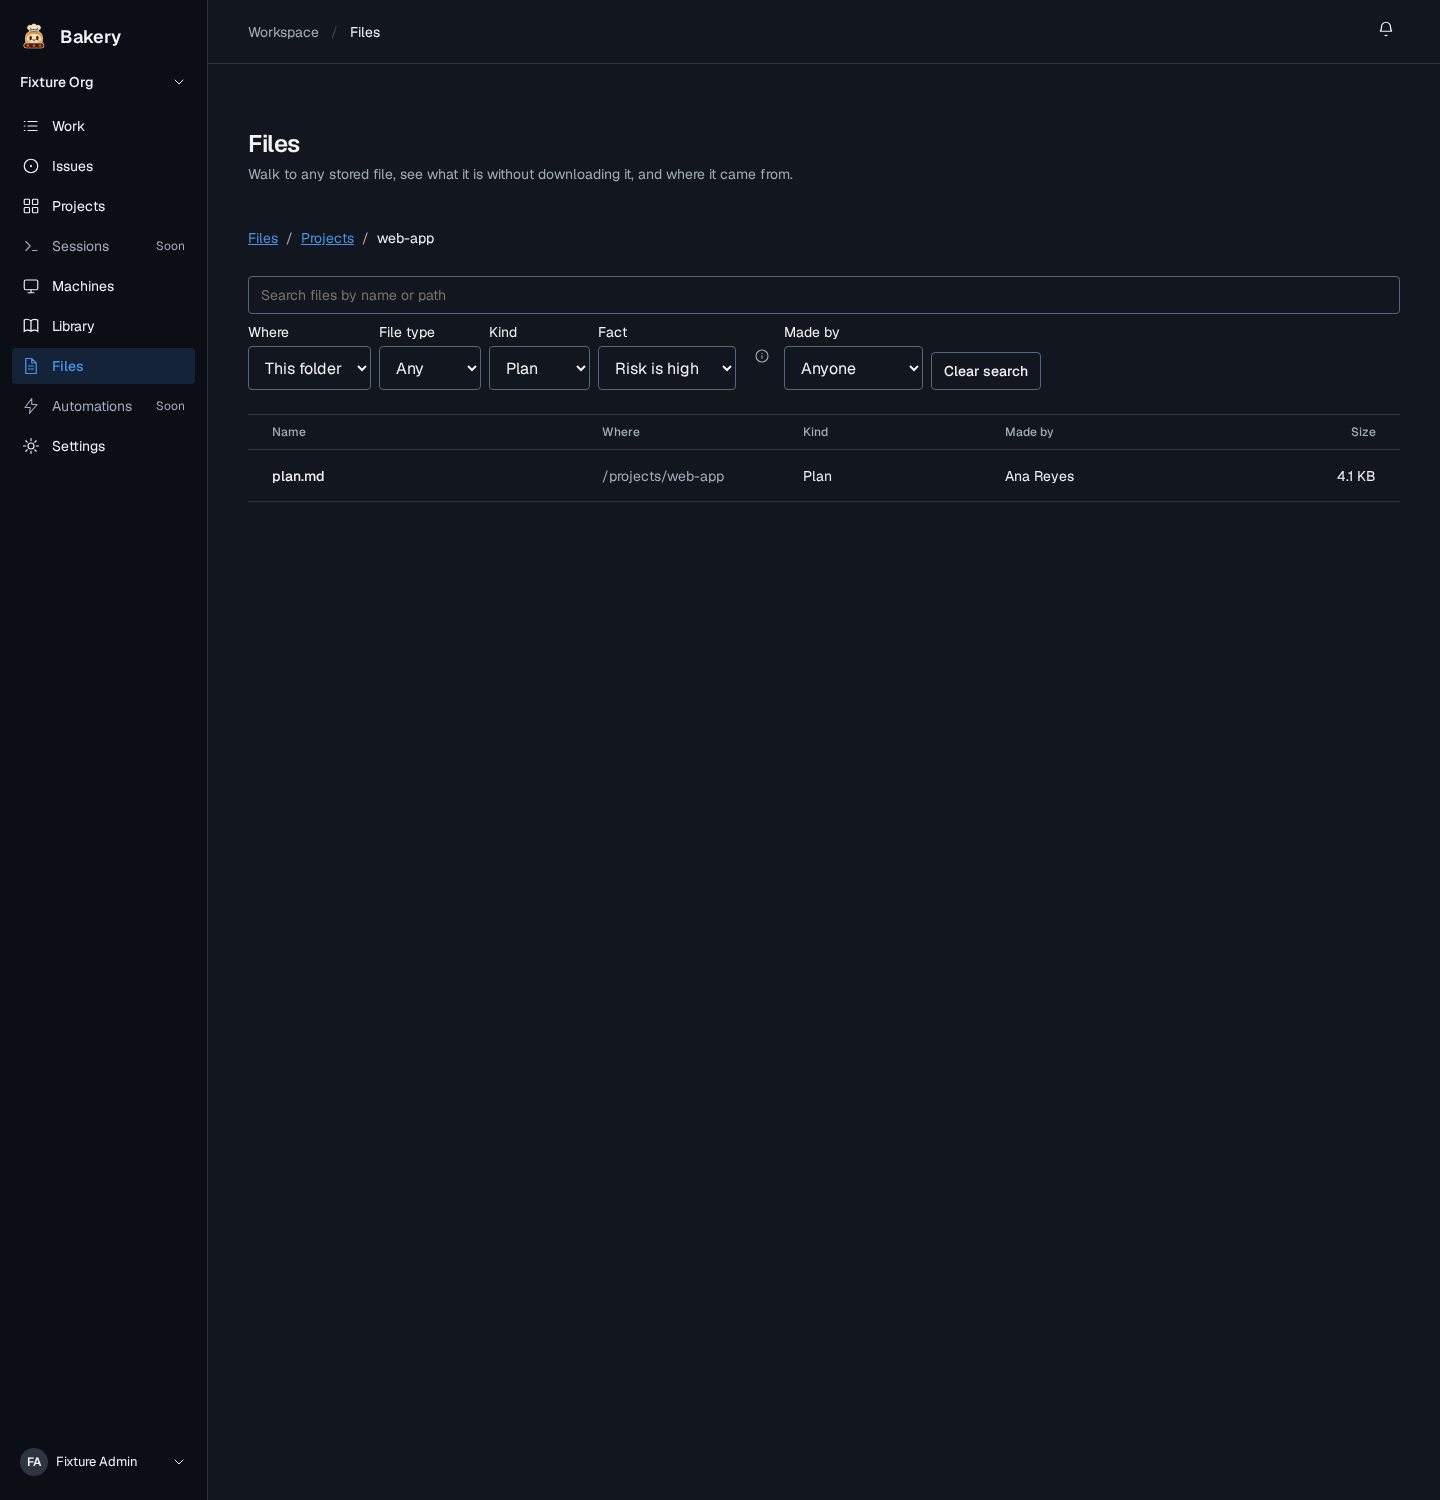 Bakery
Fixture Org
Work
Issues
Projects
Sessions Soon
Machines
Library
Files
Automations Soon
Settings
FA Fixture Admin
Workspace / Files
Files
Walk to any stored file, see what it is without downloading it, and where it came from.
Files / Projects / web-app
Search files by name or path
Where File type Kind Fact Made by
This folder Any Plan Risk is high Anyone Clear search
Name Where Kind Made by Size
plan.md /projects/web-app Plan Ana Reyes 4.1 KB